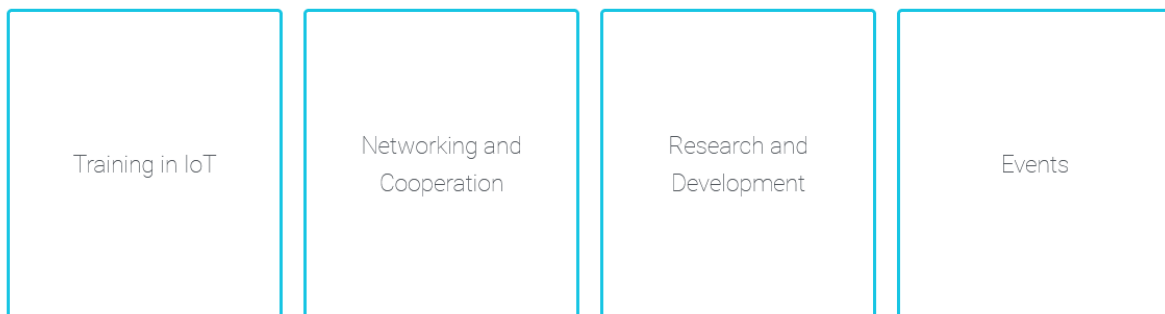 Training in IoT
Networking and
Cooperation
Research and
Development
Events